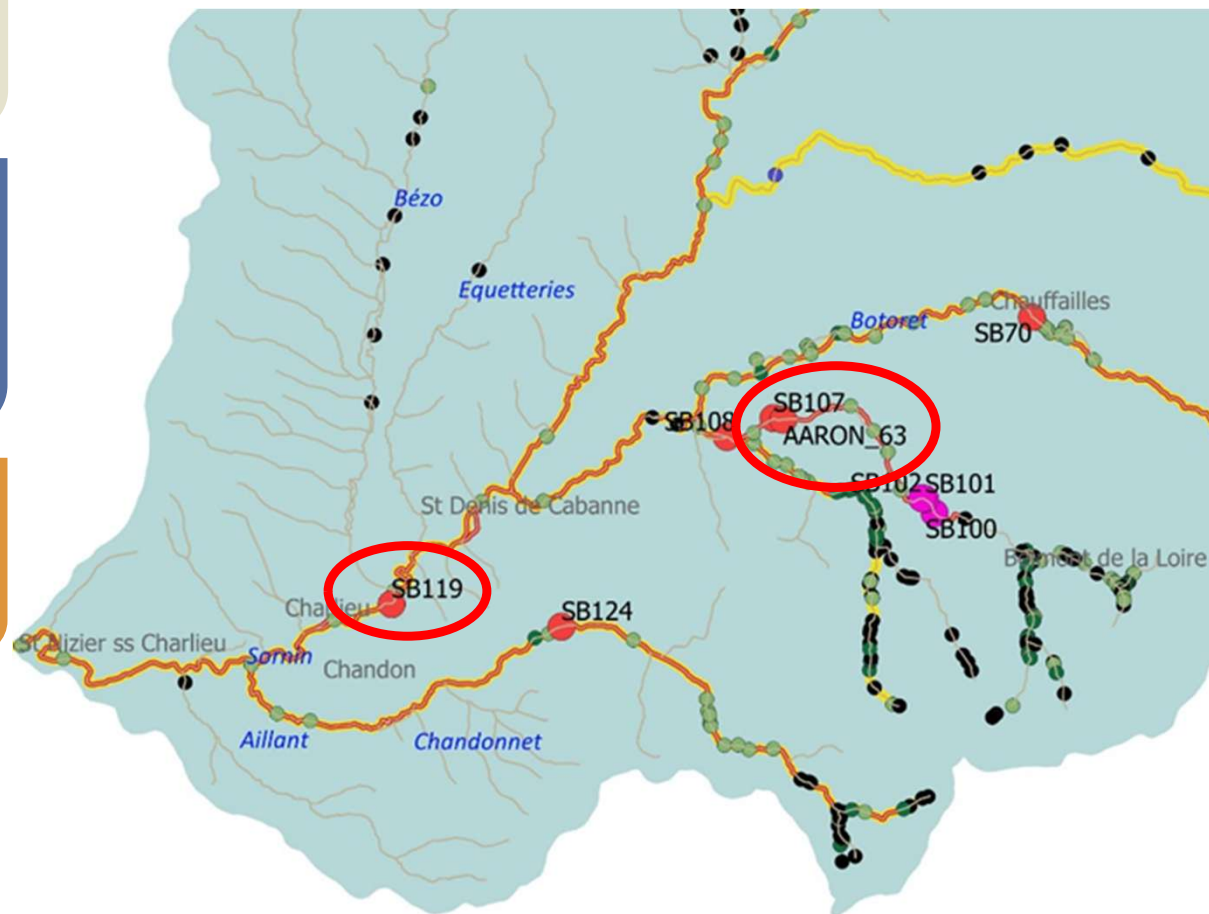 Bézo
Equetteries
Chauffailles
Botoret
SB70
SB107
SB108
AARON_63
SB102
SB101
St Denis de Cabanne
SB100
Belmont de la Loire
SB119
Charlieu
SB124
St Nizier ss Charlieu
Sornin
Chandon
Aillant
Chandonnet